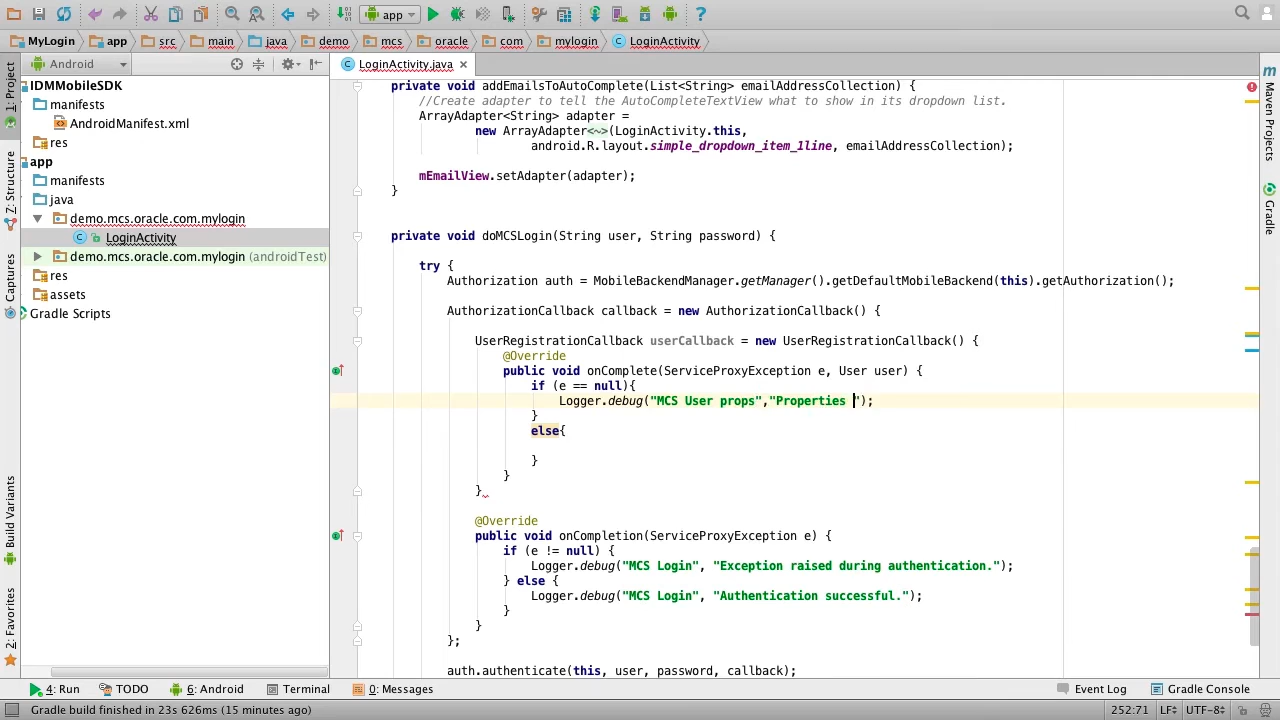 app
MyLogin app src main java demo mcs oracle com mylogin LoginActivity
Android
LoginActivity.java
1: Project
Z: Structure
Captures
Build Variants
2: Favorites
IDMMobileSDK
manifests
AndroidManifest.xml
res
app
manifests
java
demo.mcs.oracle.com.mylogin
LoginActivity
demo.mcs.oracle.com.mylogin (androidTest)
res
assets
Gradle Scripts
private void addEmailsToAutoComplete(List<String> emailAddressCollection) {
//Create adapter to tell the AutoCompleteTextView what to show in its dropdown list.
ArrayAdapter<String> adapter =
new ArrayAdapter<~>(LoginActivity.this,
android.R.layout.simple_dropdown_item_1line, emailAddressCollection);
mEmailView.setAdapter(adapter);
}
private void doMCSLogin(String user, String password) {
try {
Authorization auth = MobileBackendManager.getManager().getDefaultMobileBackend(this).getAuthorization();
AuthorizationCallback callback = new AuthorizationCallback() {
UserRegistrationCallback userCallback = new UserRegistrationCallback() {
@Override
public void onComplete(ServiceProxyException e, User user) {
if (e == null){
Logger.debug("MCS User props","Properties ");
}
else{
}
}
}
@Override
public void onCompletion(ServiceProxyException e) {
if (e != null) {
Logger.debug("MCS Login", "Exception raised during authentication.");
} else {
Logger.debug("MCS Login", "Authentication successful.");
}
}
};
auth.authenticate(this, user, password, callback);
m
Maven Projects
Gradle
4: Run TODO 6: Android Terminal 0: Messages Event Log Gradle Console
Gradle build finished in 23s 626ms (15 minutes ago) 252:71 LF UTF-8